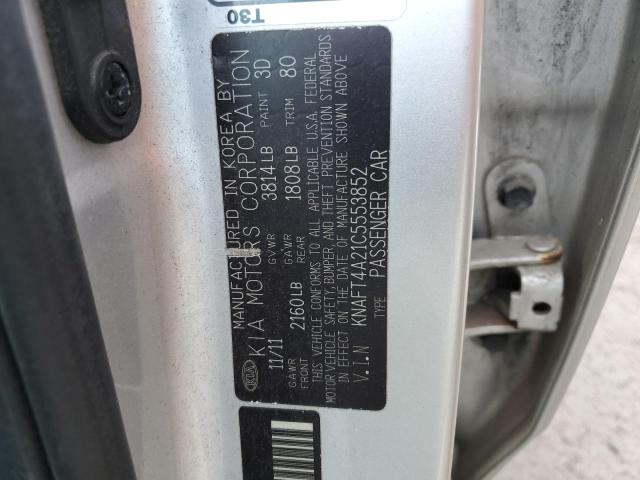 T30
MANUFACTURED IN KOREA BY
KIA MOTORS CORPORATION
KIA
11/11 GVWR 3814LB PAINT 3D
GAWR FRONT 2160LB GAWR REAR 1808LB TRIM 80
THIS VEHICLE CONFORMS TO ALL APPLICABLE U.S.A. FEDERAL
MOTOR VEHICLE SAFETY, BUMPER, AND THEFT PREVENTION STANDARDS
IN EFFECT ON THE DATE OF MANUFACTURE SHOWN ABOVE
V.I.N KNAFT4A21C5553852
TYPE PASSENGER CAR